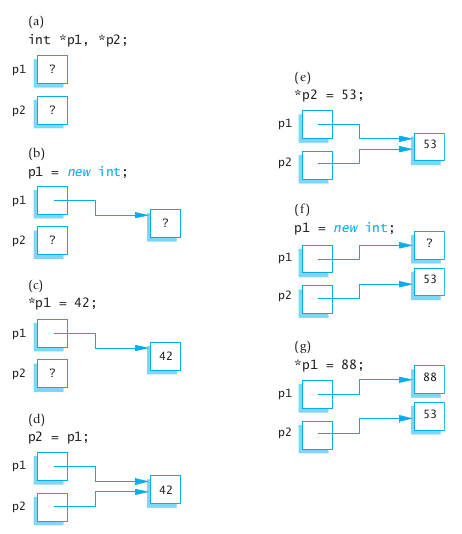 (a)
int *p1, *p2;
p1 ?
p2 ?
(b)
p1 = new int;
p1
?
p2 ?
(c)
*p1 = 42;
p1
42
p2 ?
(d)
p2 = p1;
p1
42
p2
(e)
*p2 = 53;
p1
53
p2
(f)
p1 = new int;
?
p1
53
p2
(g)
*p1 = 88;
88
p1
53
p2